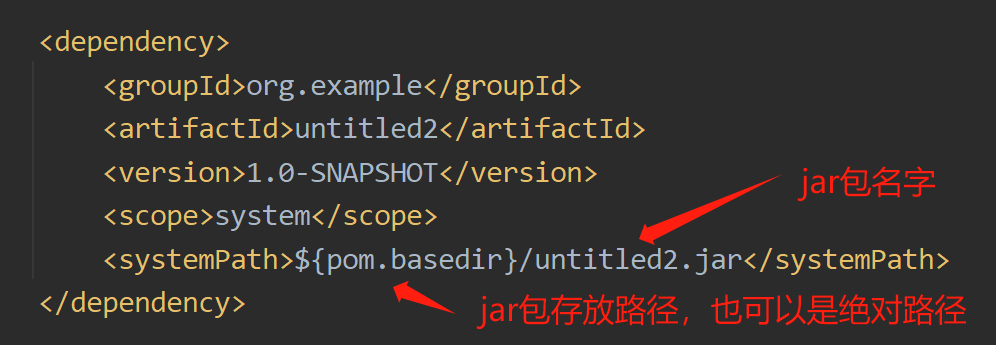 <dependency>
<groupId>org.example</groupId>
<artifactId>untitled2</artifactId>
<version>1.0-SNAPSHOT</version>
jar包名字
<scope>system</scope>
<systemPath>${pom.basedir}/untitled2.jar</systemPath>
</dependency>
jar包存放路径，也可以是绝对路径